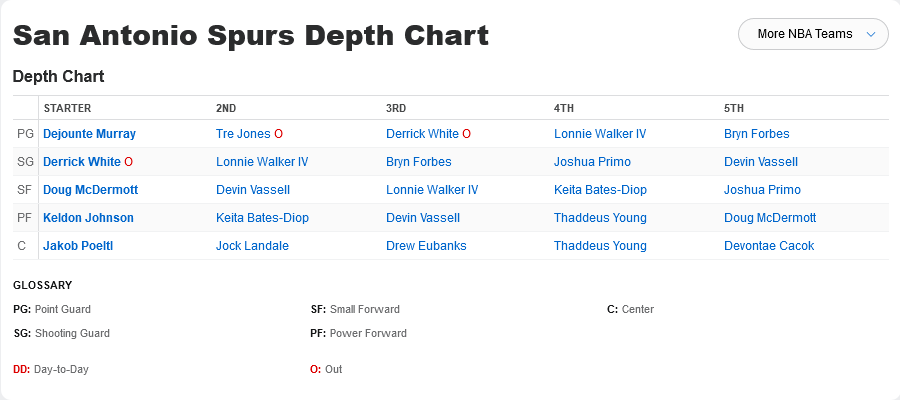 San Antonio Spurs Depth Chart
More NBA Teams
Depth Chart
STARTER 2ND 3RD 4TH 5TH
PG Dejounte Murray Tre Jones O Derrick White O Lonnie Walker IV Bryn Forbes
SG Derrick White O Lonnie Walker IV Bryn Forbes Joshua Primo Devin Vassell
SF Doug McDermott Devin Vassell Lonnie Walker IV Keita Bates-Diop Joshua Primo
PF Keldon Johnson Keita Bates-Diop Devin Vassell Thaddeus Young Doug McDermott
C Jakob Poeltl Jock Landale Drew Eubanks Thaddeus Young Devontae Cacok
GLOSSARY
PG: Point Guard SF: Small Forward C: Center
SG: Shooting Guard PF: Power Forward
DD: Day-to-Day O: Out